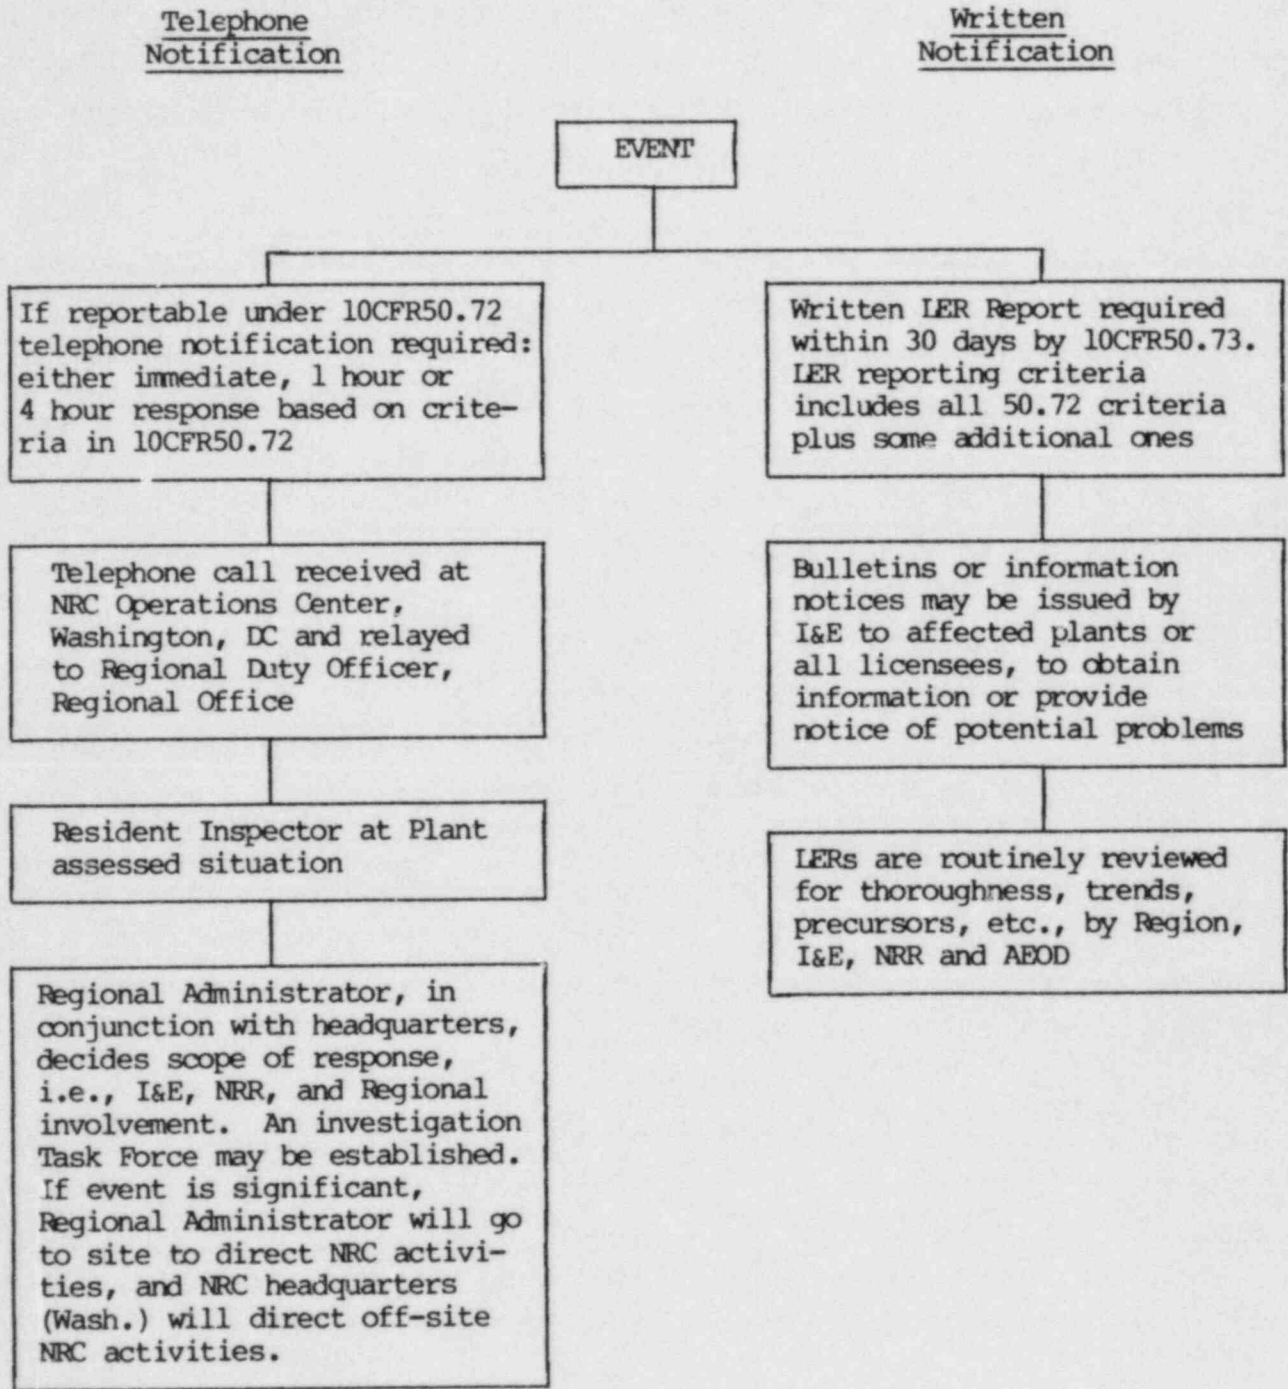 Telephone
Notification
Written
Notification
EVENT
If reportable under 10CFR50.72
telephone notification required:
either immediate, 1 hour or
4 hour response based on crite-
ria in 10CFR50.72
Telephone call received at
NRC Operations Center,
Washington, DC and relayed
to Regional Duty Officer,
Regional Office
Resident Inspector at Plant
assessed situation
Regional Administrator, in
conjunction with headquarters,
decides scope of response,
i.e., I&E, NRR, and Regional
involvement. An investigation
Task Force may be established.
If event is significant,
Regional Administrator will go
to site to direct NRC activi-
ties, and NRC headquarters
(Wash.) will direct off-site
NRC activities.
Written LER Report required
within 30 days by 10CFR50.73.
LER reporting criteria
includes all 50.72 criteria
plus some additional ones
Bulletins or information
notices may be issued by
I&E to affected plants or
all licensees, to obtain
information or provide
notice of potential problems
LERs are routinely reviewed
for thoroughness, trends,
precursors, etc., by Region,
I&E, NRR and AEOD